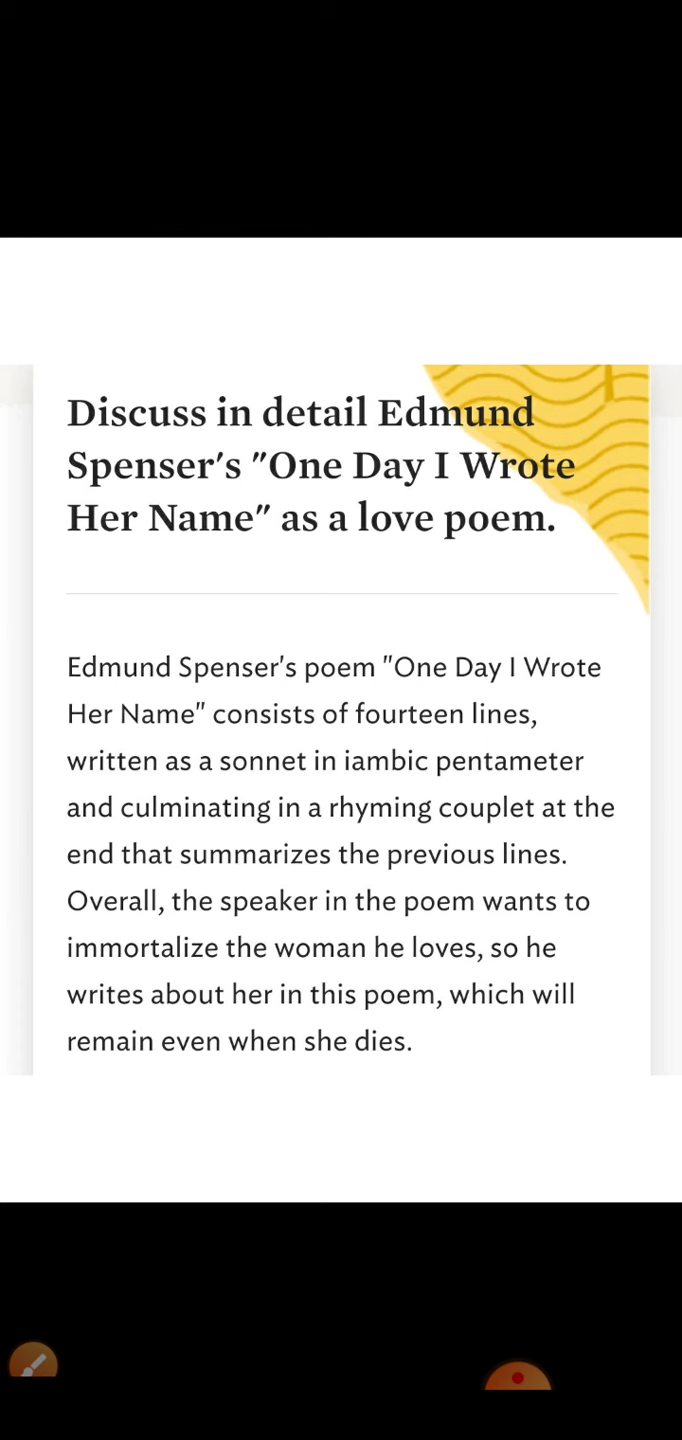 Discuss in detail Edmund
Spenser's "One Day I Wrote
Her Name" as a love poem.
Edmund Spenser's poem "One Day I Wrote
Her Name" consists of fourteen lines,
written as a sonnet in iambic pentameter
and culminating in a rhyming couplet at the
end that summarizes the previous lines.
Overall, the speaker in the poem wants to
immortalize the woman he loves, so he
writes about her in this poem, which will
remain even when she dies.